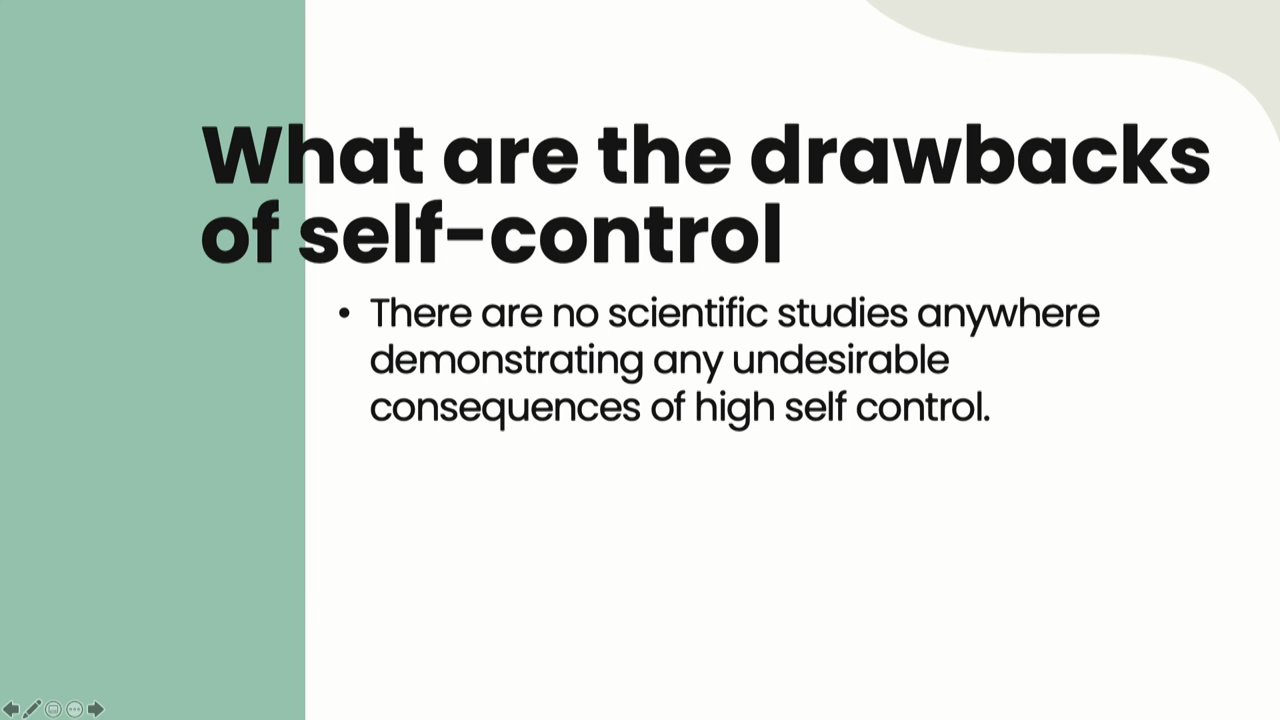 What are the drawbacks
of self-control
• There are no scientific studies anywhere
demonstrating any undesirable
consequences of high self control.